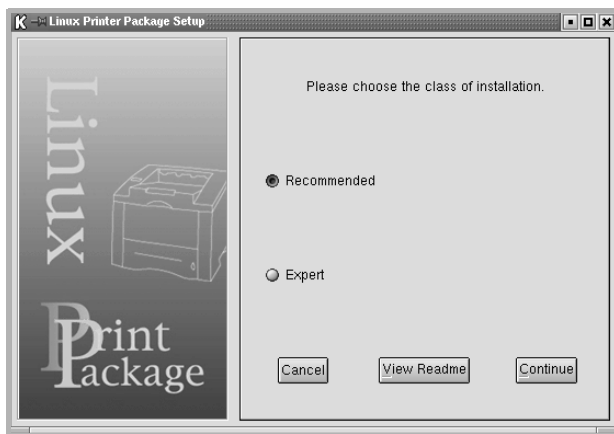 Linux Printer Package Setup
Linux
Print
Package
Please choose the class of installation.
Recommended
Expert
Cancel
View Readme
Continue